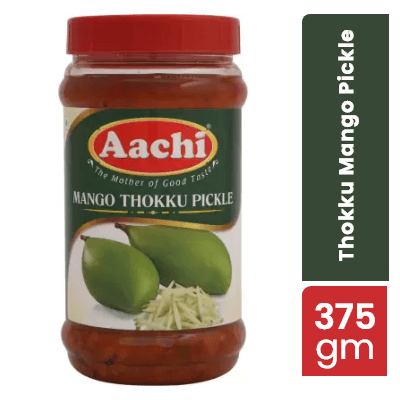 Aachi
The Mother of Good Taste
MANGO THOKKU PICKLE
Thokku Mango Pickle
375
gm